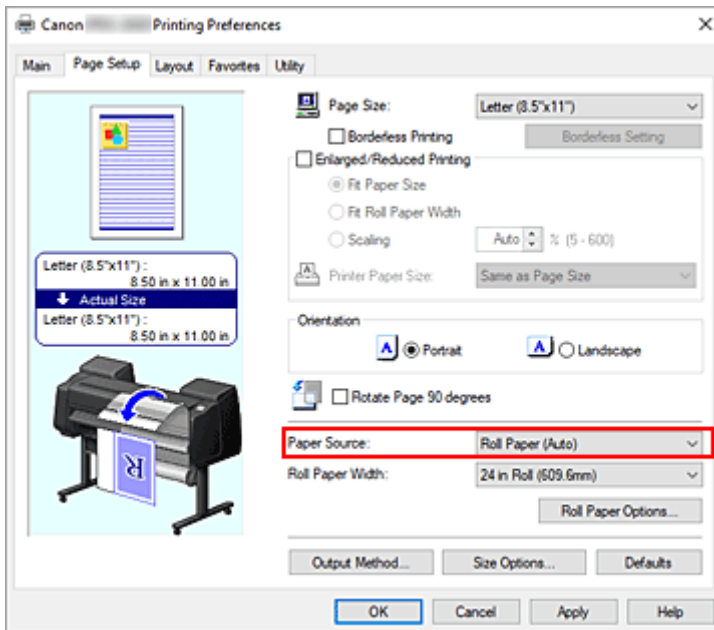 Canon Printing Preferences
Main Page Setup Layout Favorites Utility
Page Size: Letter (8.5"x11")
Borderless Printing Borderless Setting
Enlarged/Reduced Printing
Fit Paper Size
Fit Roll Paper Width
Scaling Auto % (5 - 600)
Printer Paper Size: Same as Page Size
Letter (8.5"x11") :
8.50 in x 11.00 in
Actual Size
Letter (8.5"x11") :
8.50 in x 11.00 in
Orientation
A Portrait A Landscape
Rotate Page 90 degrees
Paper Source: Roll Paper (Auto)
Roll Paper Width: 24 in Roll (609.6mm)
R
Roll Paper Options...
Output Method... Size Options... Defaults
OK Cancel Apply Help